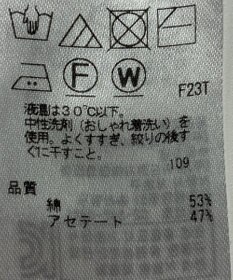 F
W
F23T
液温は30℃以下。
中性洗剤（おしゃれ着洗い）を
使用。よくすすぎ、絞りの後す
ぐに干すこと。
109
品質
綿 53%
アセテート 47%